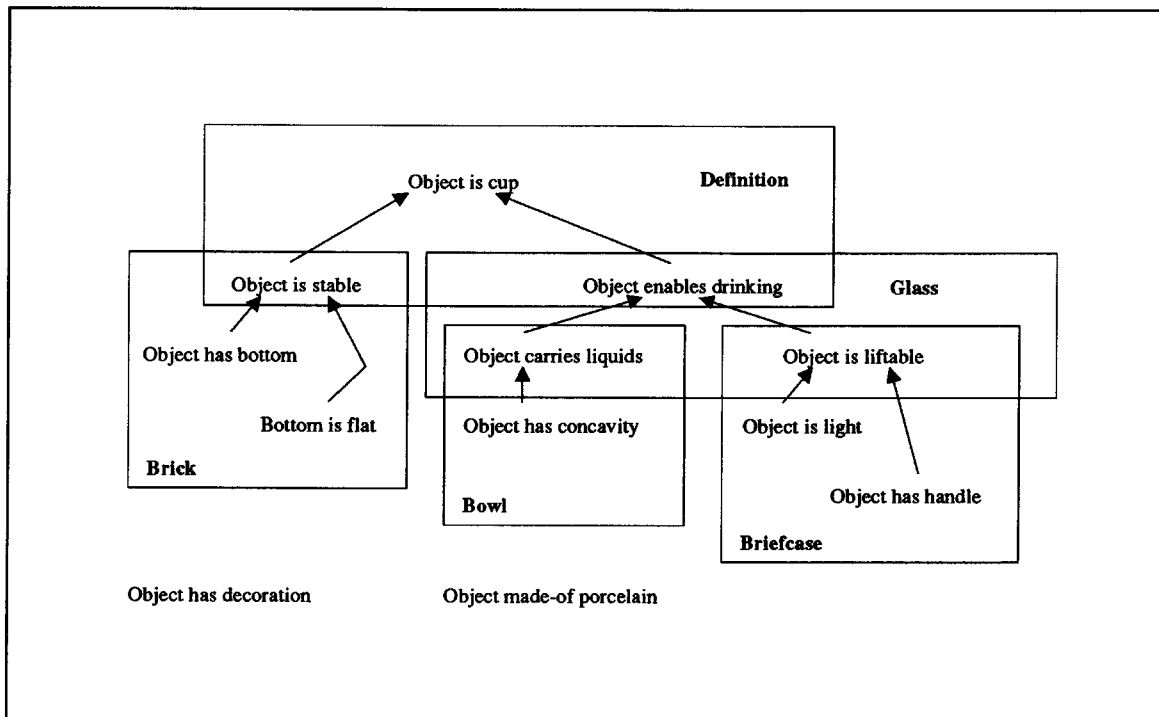 Object is cup
Definition
Object is stable
Object enables drinking
Glass
Object has bottom
Object carries liquids
Object is liftable
Bottom is flat
Object has concavity
Object is light
Brick
Bowl
Object has handle
Briefcase
Object has decoration
Object made-of porcelain